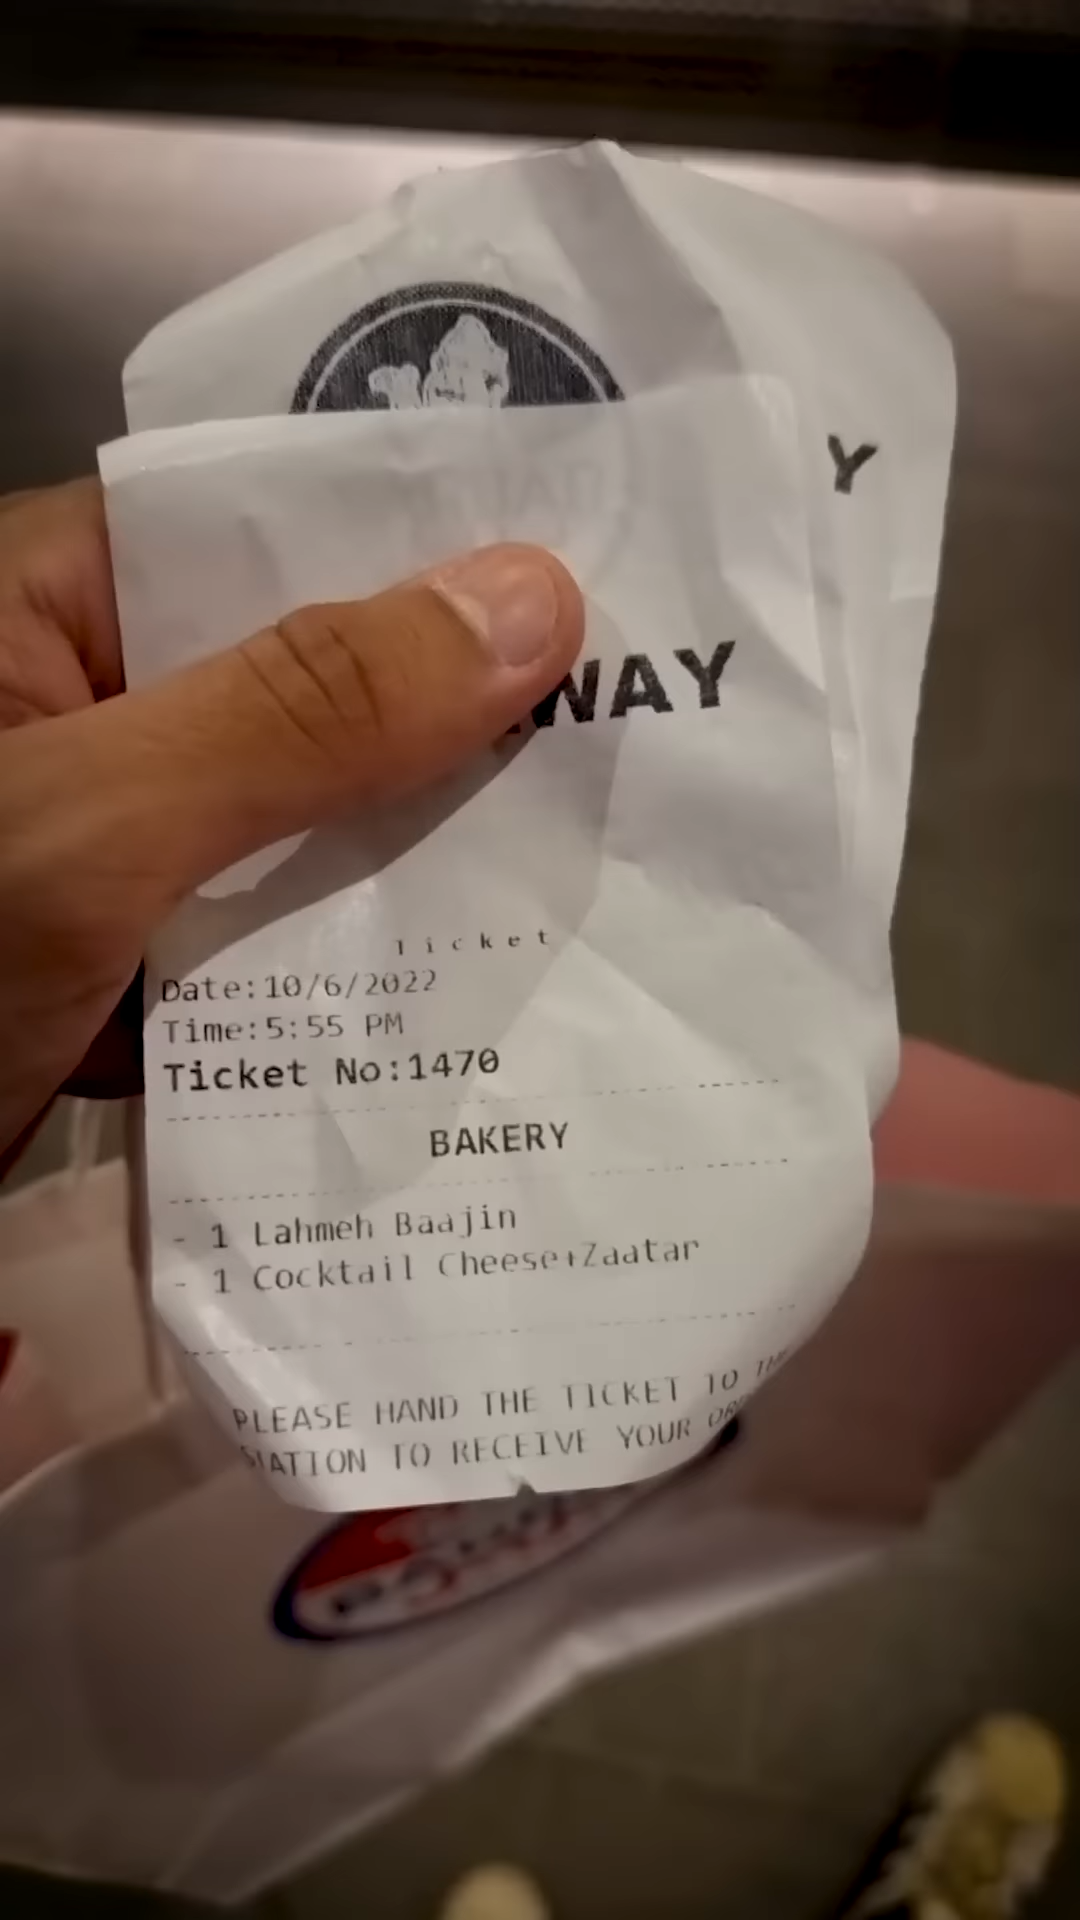 Y
WAY
Ticket
Date:10/6/2022
Time:5:55 PM
Ticket No:1470
BAKERY
- 1 Lahmeh Baajin
- 1 Cocktail Cheese+Zaatar
PLEASE HAND THE TICKET TO THE
STATION TO RECEIVE YOUR